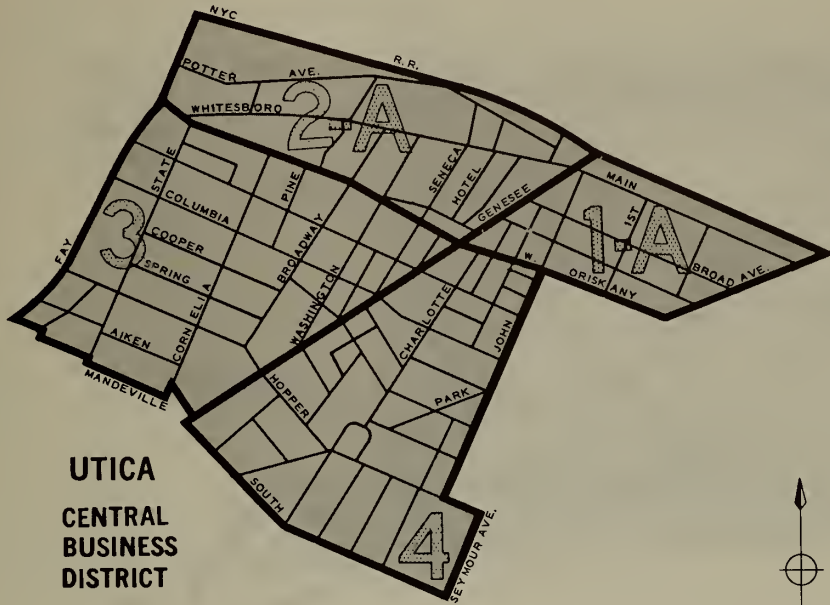 NYC
R. R.
POTTER AVE.
WHITESBORO
2-A
STATE
PINE
SENECA
HOTEL
GENESEE
MAIN
1ST
1-A
BROAD AVE.
W. ORISKANY
COLUMBIA
COOPER
3
SPRING
FAY
BROADWAY
WASHINGTON
CHARLOTTE
JOHN
CORNELIA
AIKEN
MANDEVILLE
HOPPER
PARK
SOUTH
4
SEYMOUR AVE.
UTICA
CENTRAL
BUSINESS
DISTRICT